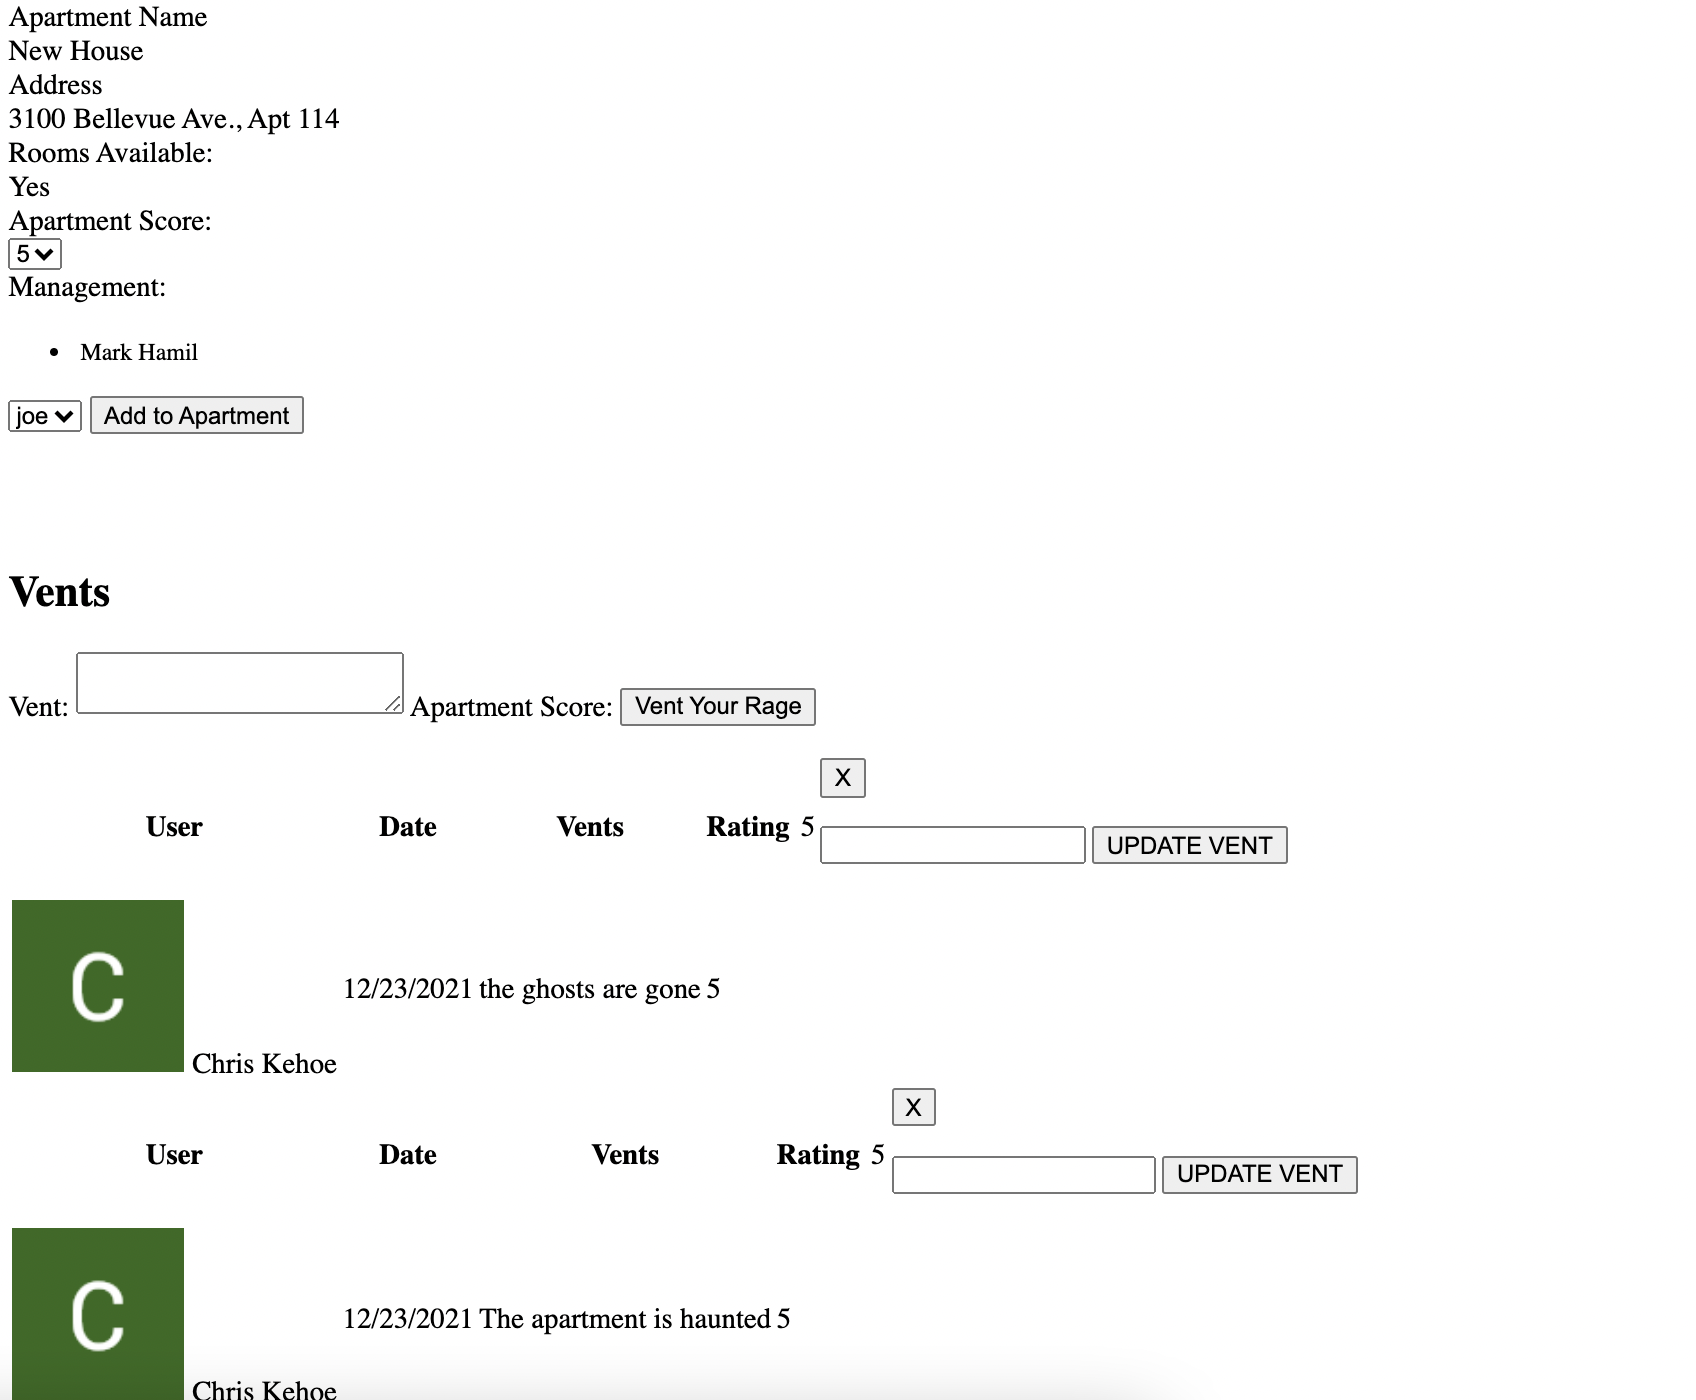 Apartment Name
New House
Address
3100 Bellevue Ave., Apt 114
Rooms Available:
Yes
Apartment Score:
5
Management:
Mark Hamil
joe Add to Apartment
Vents
Vent: Apartment Score: Vent Your Rage
X
User Date Vents Rating 5 UPDATE VENT
C
12/23/2021 the ghosts are gone 5
Chris Kehoe
X
User Date Vents Rating 5 UPDATE VENT
C
12/23/2021 The apartment is haunted 5
Chris Kehoe